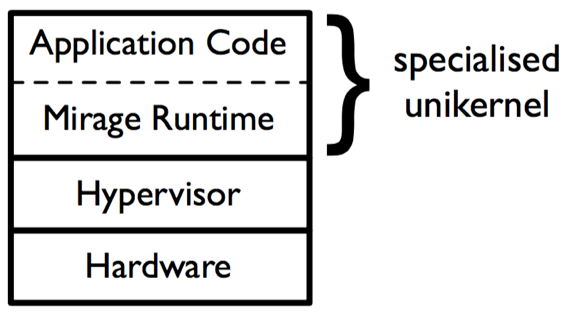 Application Code
Mirage Runtime
Hypervisor
Hardware
specialised
unikernel